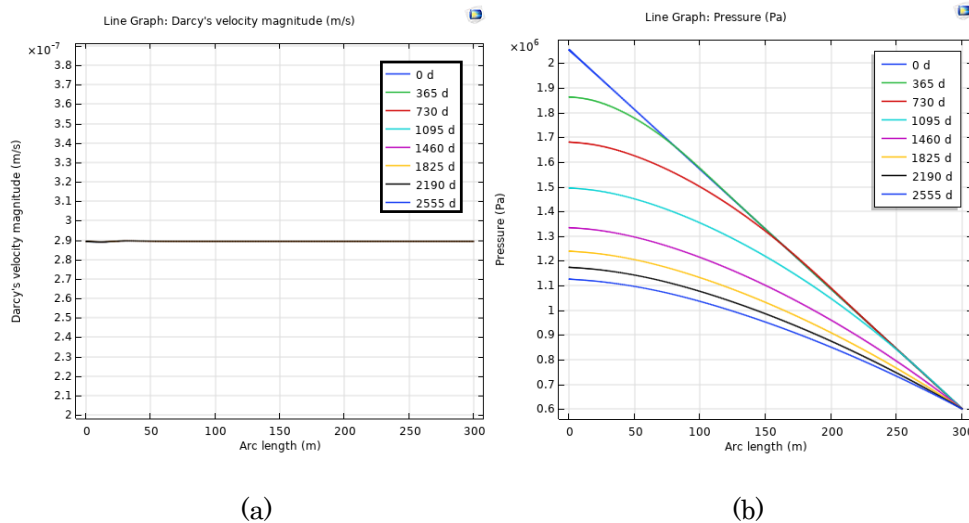 Line Graph: Darcy's velocity magnitude (m/s)
×10⁻⁷
3.8
3.7
3.6
3.5
3.4
3.3
3.2
3.1
3
2.9
2.8
2.7
2.6
2.5
2.4
2.3
2.2
2.1
2
Darcy's velocity magnitude (m/s)
0 d
365 d
730 d
1095 d
1460 d
1825 d
2190 d
2555 d
0 50 100 150 200 250 300
Arc length (m)
(a)
Line Graph: Pressure (Pa)
×10⁶
2
1.9
1.8
1.7
1.6
1.5
1.4
1.3
1.2
1.1
1
0.9
0.8
0.7
0.6
Pressure (Pa)
0 d
365 d
730 d
1095 d
1460 d
1825 d
2190 d
2555 d
0 50 100 150 200 250 300
Arc length (m)
(b)